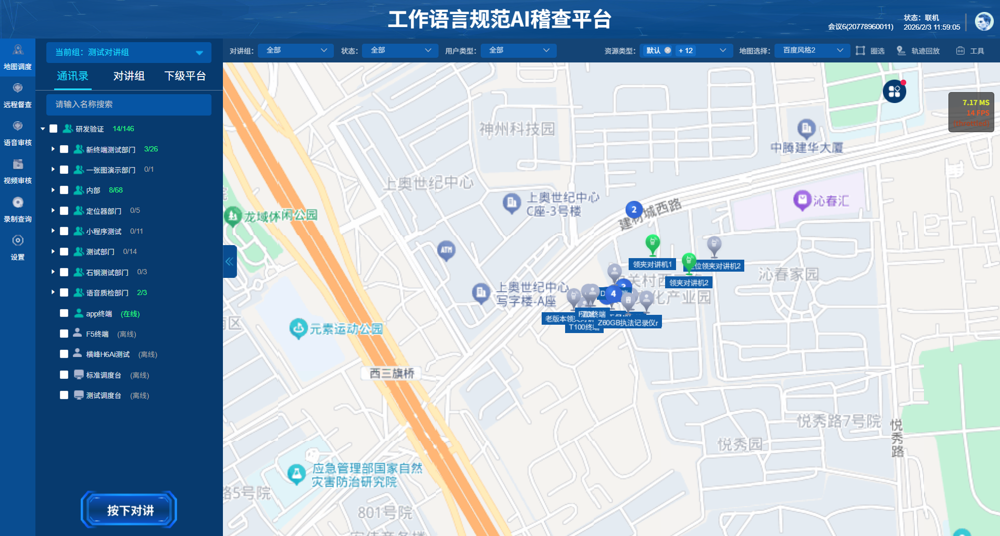 工作语言规范AI稽查平台
会议6(20778960011)
状态：联机
2026/2/3 11:59:05
地图调度
远程督查
语音审核
视频审核
录制查询
设置
当前组：测试对讲组
通讯录
对讲组
下级平台
请输入名称搜索
研发验证 14/146
新终端测试部门 3/26
一张图演示部门 0/1
内部 8/68
定位器部门 0/5
小程序测试 0/11
测试部门 0/14
石钢测试部门 0/3
语音质检部门 2/3
app终端 (在线)
F5终端 (离线)
横峰H6Ai测试 (离线)
标准调度台 (离线)
测试调度台 (离线)
按下对讲
对讲组： 全部
状态： 全部
用户类型： 全部
资源类型： 默认 + 12
地图选择： 百度风格2
圈选
轨迹回放
工具
7.17 MS
14 FPS
(throttled)
神州科技园
中腾建华大厦
上奥世纪中心
上奥世纪中心
C座-3号楼
沁春汇
龙域休闲公园
2
建材城西路
ATM
领夹对讲机1
位领夹对讲机2
领夹对讲机2
沁春家园
上奥世纪中心
写字楼-A座
关村西
化产业园
4
老版本领夹对讲
T100终端
Z60GB执法记录仪r
元素运动公园
西三旗桥
悦秀路7号院
悦秀路
悦秀园
应急管理部国家自然
灾害防治研究院
路5号院
801号院